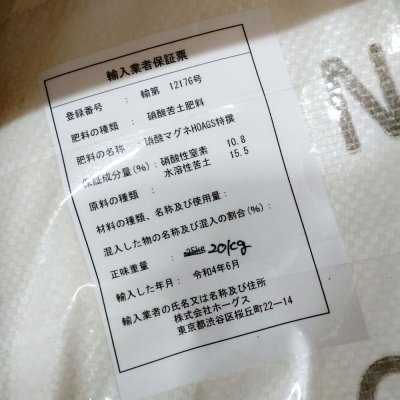 輸入業者保証票
登録番号 : 輸第 12176号
肥料の種類 : 硝酸苦土肥料
肥料の名称 : 硝酸マグネHOAGS特撰
保証成分量(%): 硝酸性窒素 10.8
水溶性苦土 15.5
原料の種類 :
材料の種類、名称及び使用量:
混入した物の名称及び混入の割合(%):
正味重量 : 25kg 20kg
輸入した年月: 令和4年6月
輸入業者の氏名又は名称及び住所
株式会社ホーグス
東京都渋谷区桜丘町22ー14
N